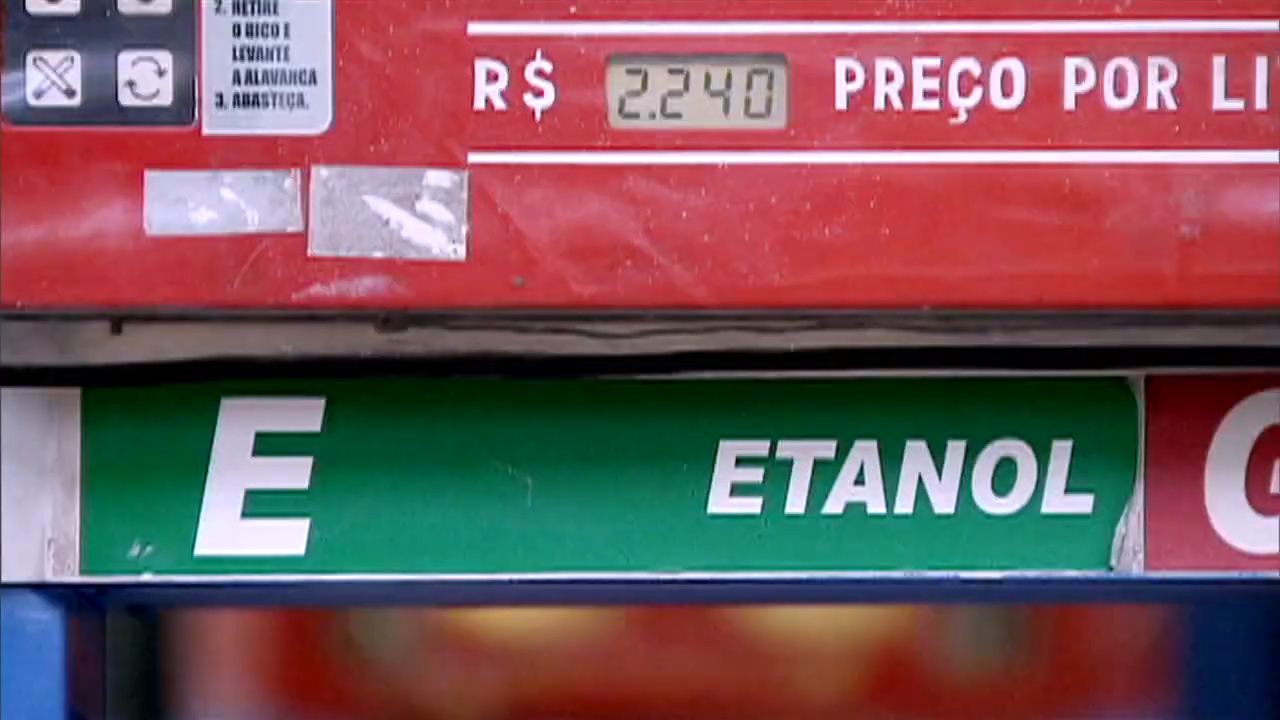 2. RETIRE
O BICO E
LEVANTE
A ALAVANCA
3. ABASTEÇA.
R$ 2.240 PREÇO POR LI
E ETANOL G